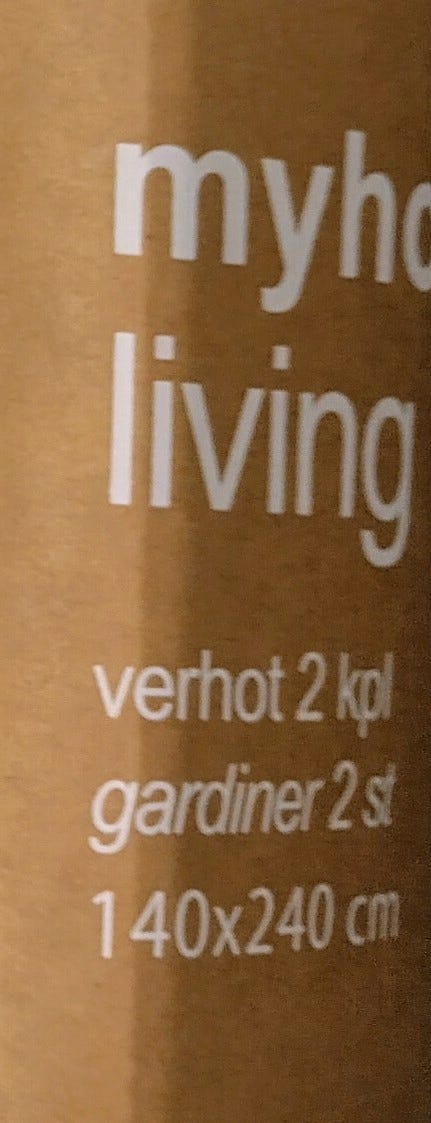 myho
living
verhot 2 kpl
gardiner 2 st
140x240 cm